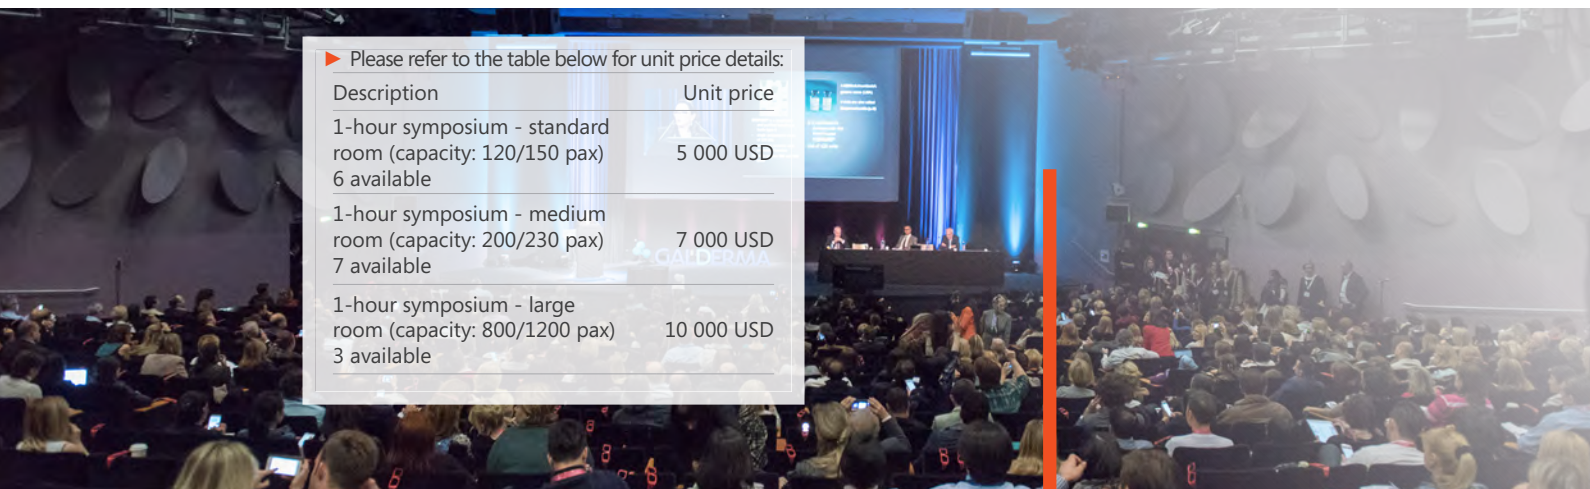 ► Please refer to the table below for unit price details:
Description Unit price
1-hour symposium - standard
room (capacity: 120/150 pax) 5 000 USD
6 available
1-hour symposium - medium
room (capacity: 200/230 pax) 7 000 USD
7 available
GALDERMA
1-hour symposium - large
room (capacity: 800/1200 pax) 10 000 USD
3 available